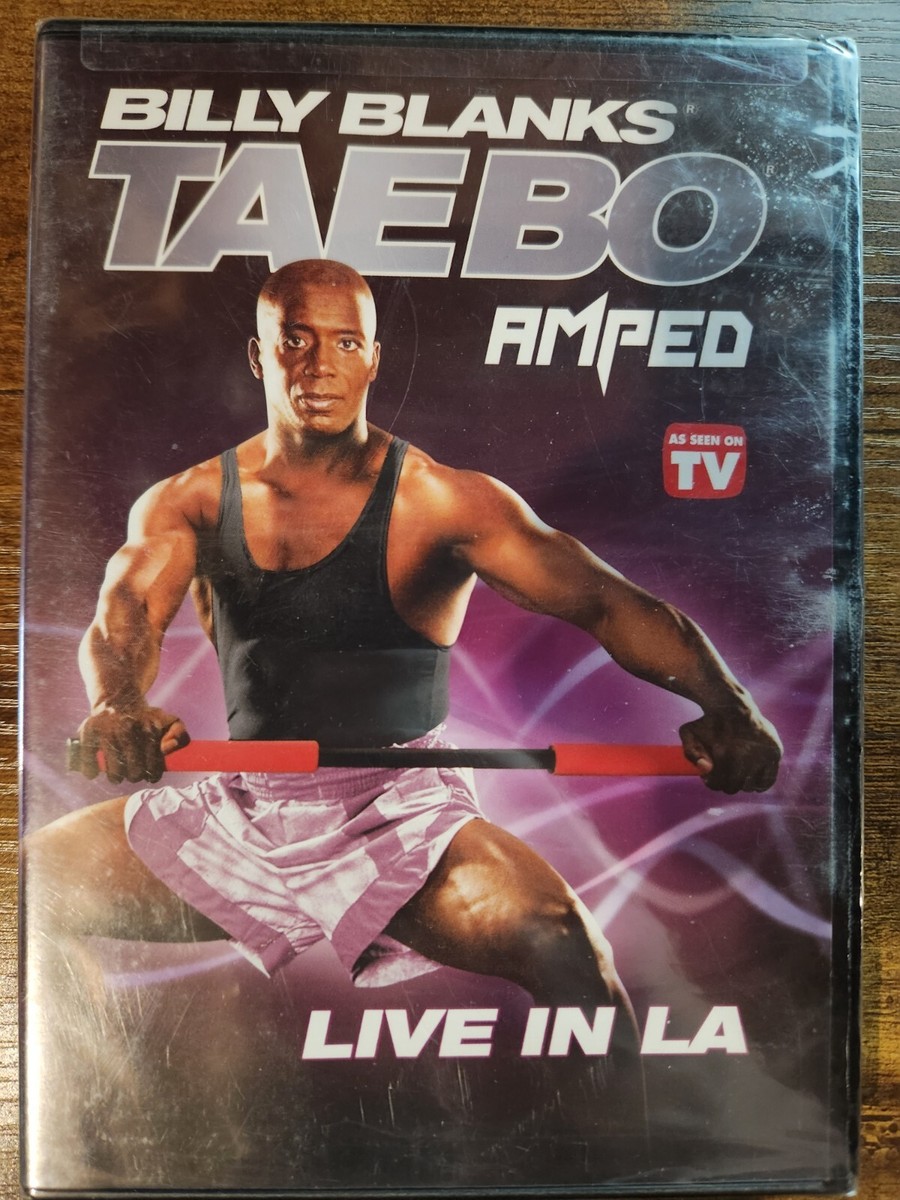 BILLY BLANKS®
TAEBO®
AMPED
AS SEEN ON
TV
LIVE IN LA